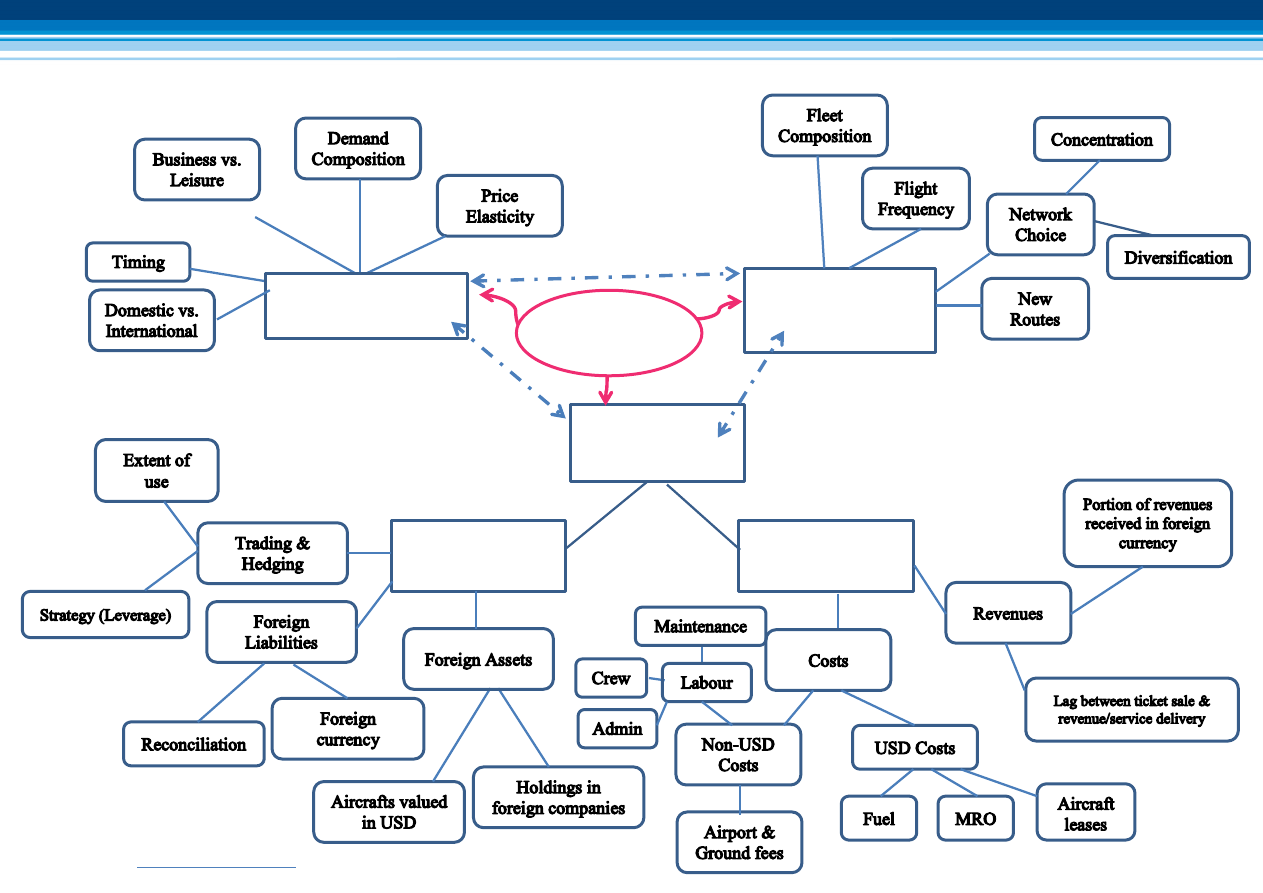 Fleet
Composition
Demand
Composition
Concentration
Business vs.
Leisure
Price
Elasticity
Flight
Frequency
Network
Choice
Timing
Diversification
Domestic vs.
International
New
Routes
Extent of
use
Portion of revenues
received in foreign
currency
Trading &
Hedging
Strategy (Leverage)
Foreign
Liabilities
Revenues
Maintenance
Foreign Assets
Costs
Crew
Labour
Lag between ticket sale &
revenue/service delivery
Admin
Reconciliation
Foreign
currency
Non-USD
Costs
USD Costs
Aircrafts valued
in USD
Holdings in
foreign companies
Fuel
MRO
Aircraft
leases
Airport &
Ground fees